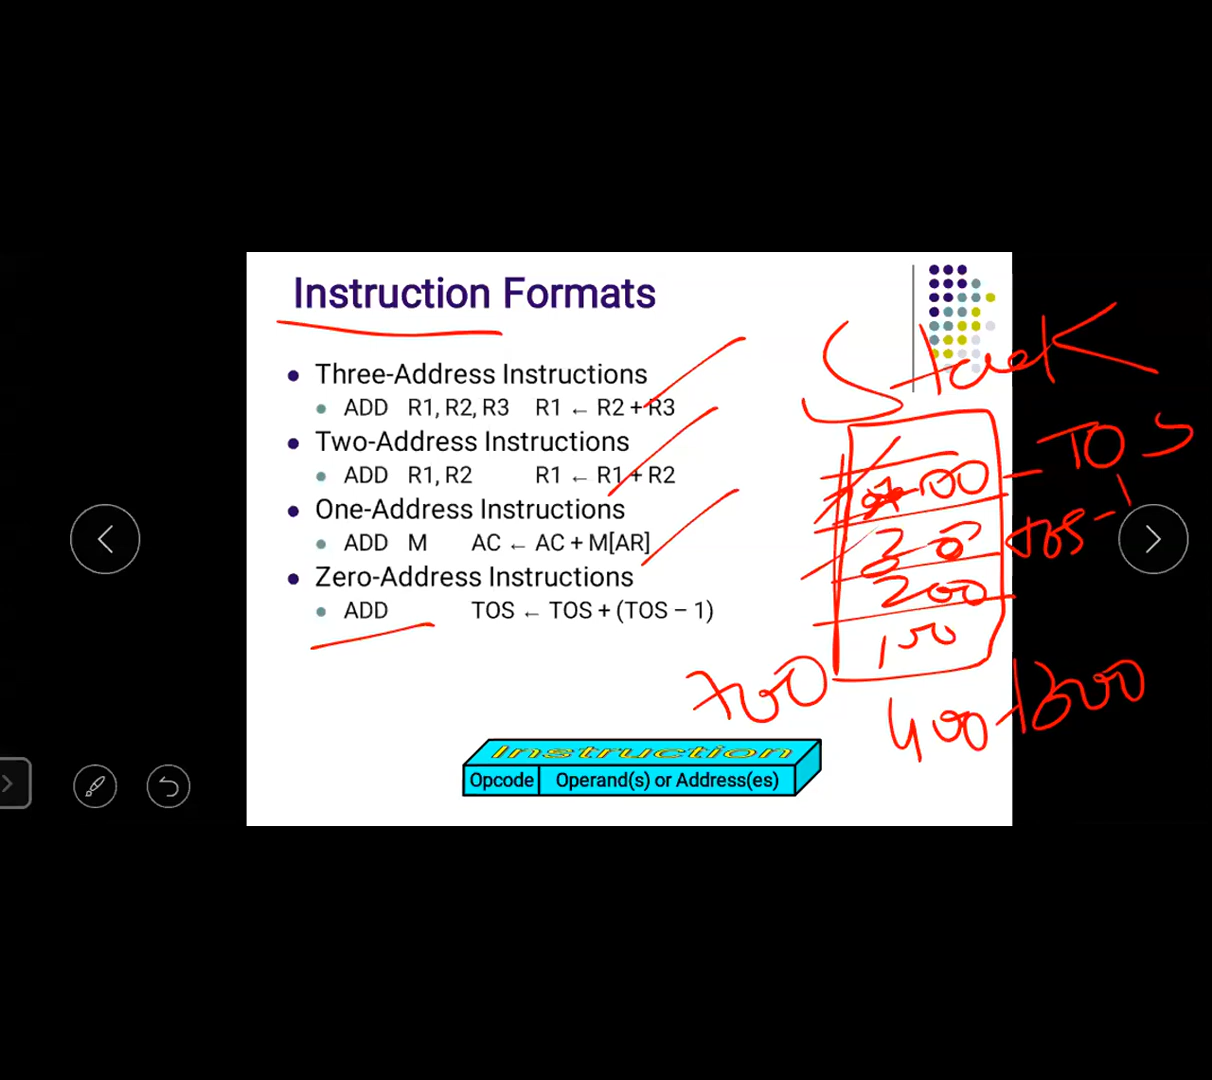 Instruction Formats
Three-Address Instructions
ADD R1, R2, R3 R1 ← R2 + R3
Two-Address Instructions
ADD R1, R2 R1 ← R1 + R2
One-Address Instructions
ADD M AC ← AC + M[AR]
Zero-Address Instructions
ADD TOS ← TOS + (TOS – 1)
Stack
TOS
TOS-1
200
100
700
400+300
Instruction
Opcode Operand(s) or Address(es)